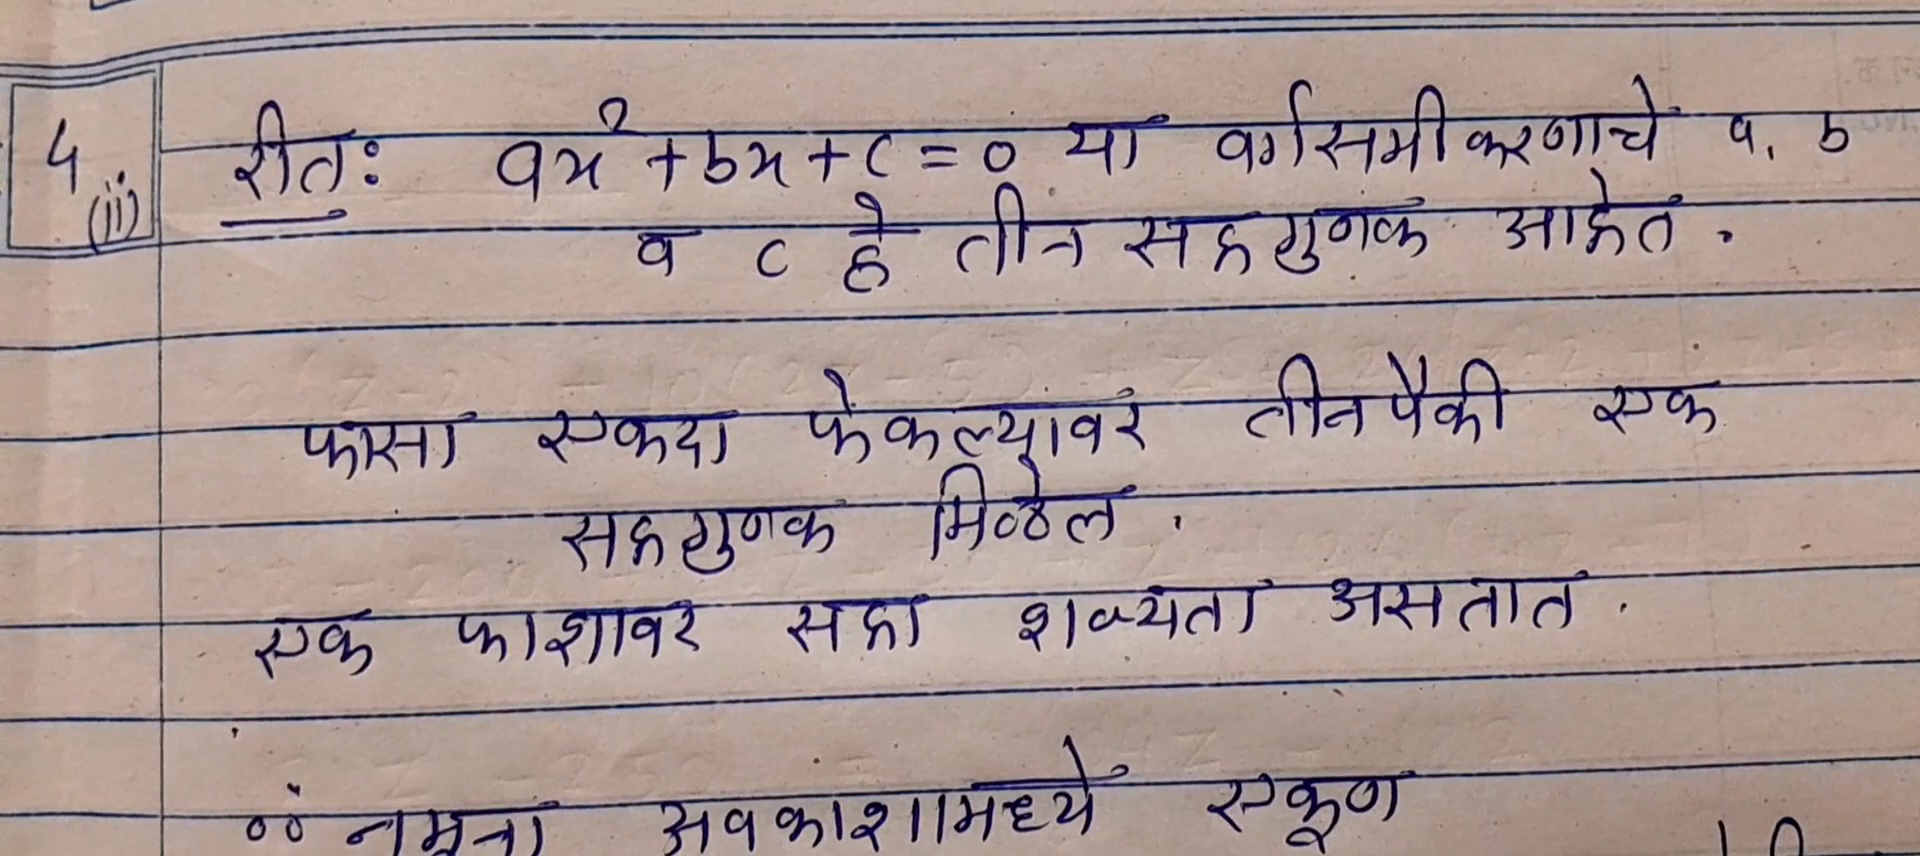 4 (ii) रीत: ax² + bx + c = 0 या वर्गसमीकरणाचे a, b
व c हे तीन सहगुणक आहेत.
फासा एकदा फेंकल्यावर तीनपैकी एक
सहगुणक मिळेल.
एक फाशावर सहा शक्यता असतात.
∴ नमूना अवकाशामध्ये एकूण